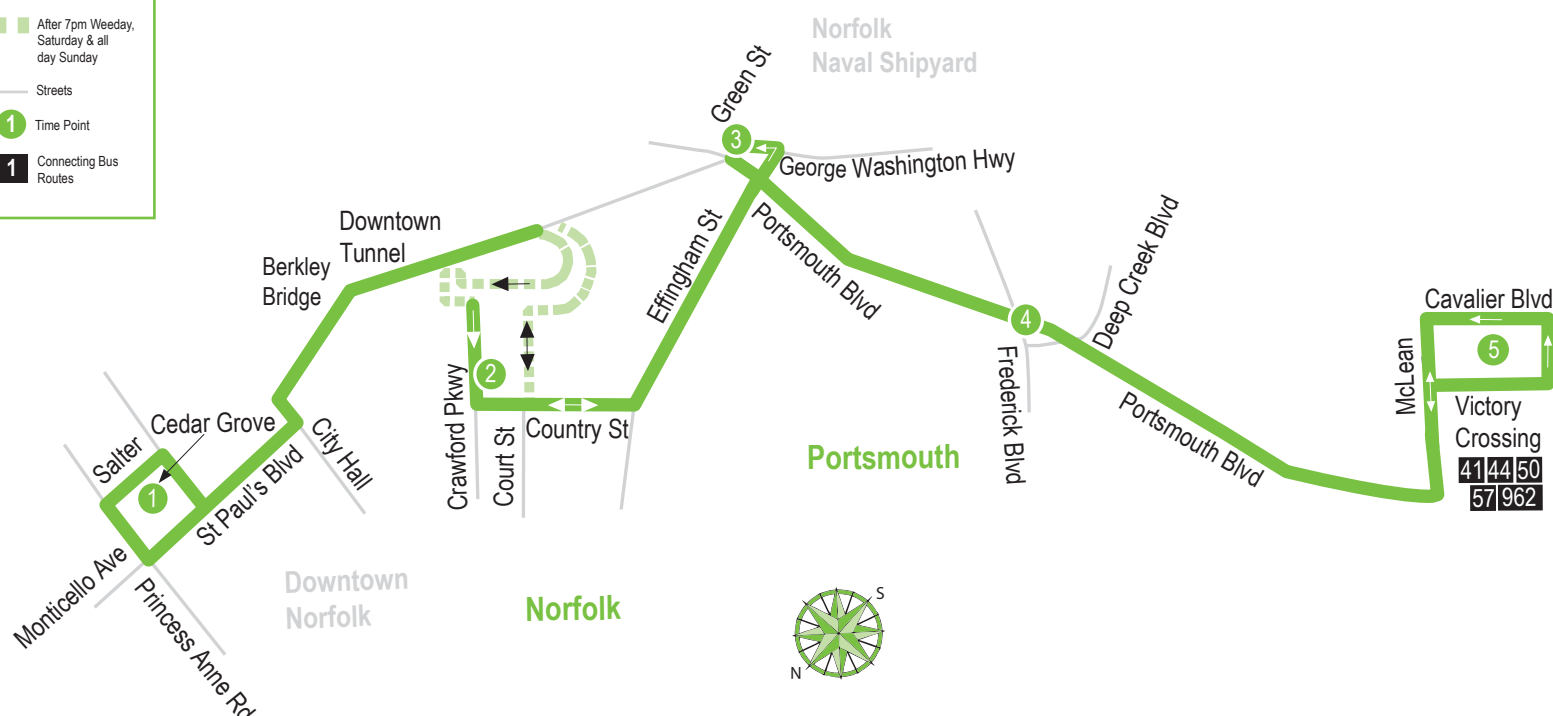 After 7pm Weeday,
Saturday & all
day Sunday
Streets
1
Time Point
1
Connecting Bus
Routes
Norfolk
Naval Shipyard
Green St
3
George Washington Hwy
Downtown
Tunnel
Berkley
Bridge
Effingham St
Portsmouth Blvd
Deep Creek Blvd
4
Frederick Blvd
Cavalier Blvd
5
McLean
Victory
Crossing
41 44 50
57 962
Portsmouth Blvd
2
Crawford Pkwy
Court St
Country St
Portsmouth
Cedar Grove
Salter
1
City Hall
St Paul's Blvd
Monticello Ave
Princess Anne Rd
Downtown
Norfolk
Norfolk
S
N